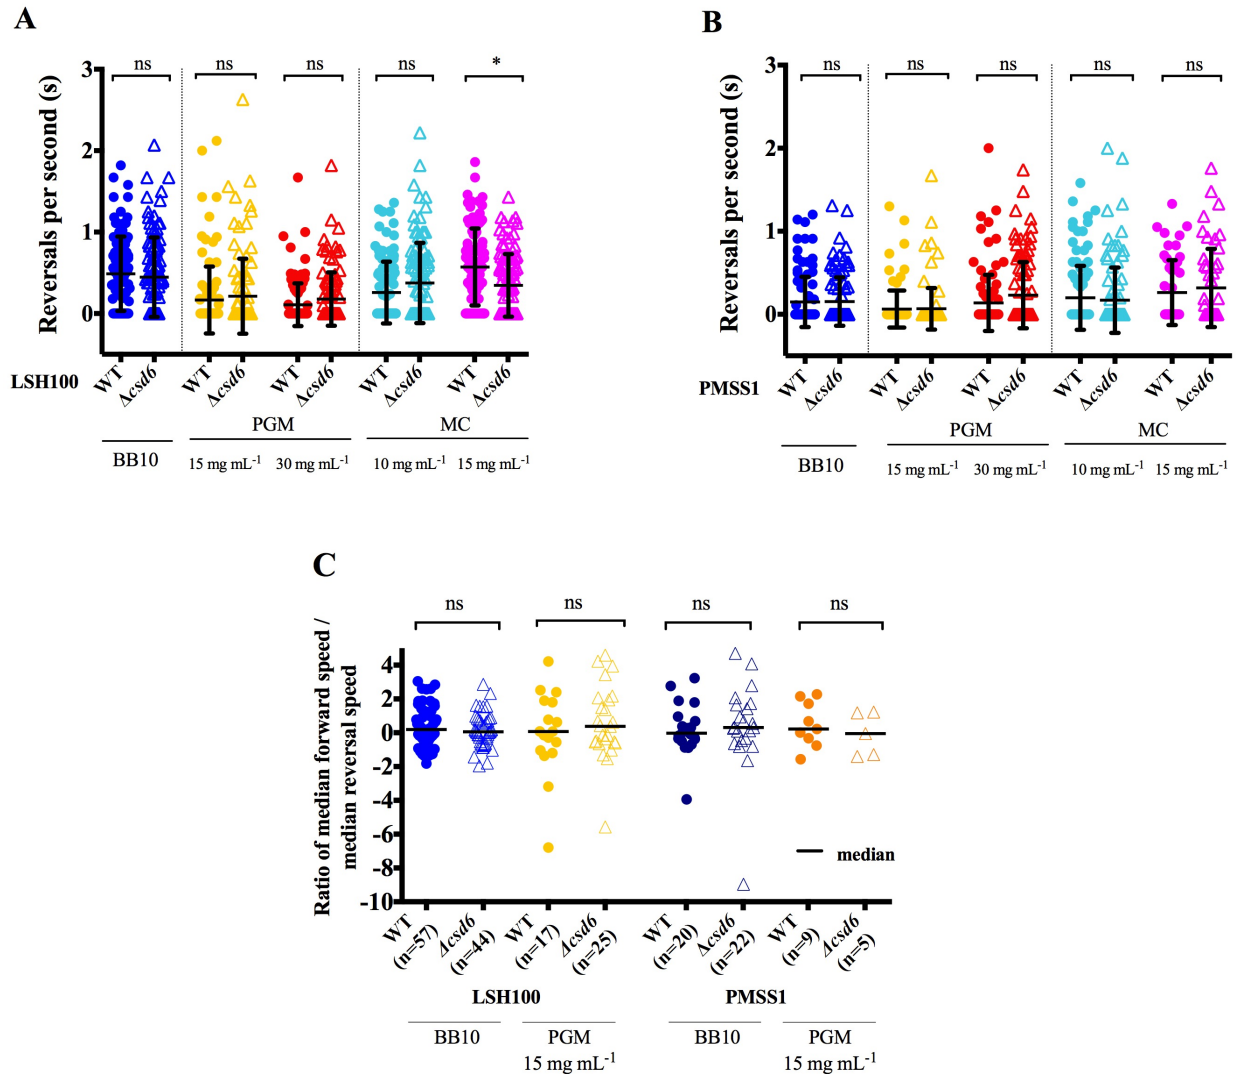 A
Reversals per second (s)
3
2
1
0
ns
ns
ns
ns
*
LSH100
WT
Δcsd6
WT
Δcsd6
WT
Δcsd6
WT
Δcsd6
WT
Δcsd6
PGM
MC
BB10
15 mg mL-1
30 mg mL-1
10 mg mL-1
15 mg mL-1
B
Reversals per second (s)
3
2
1
0
ns
ns
ns
ns
ns
PMSS1
WT
Δcsd6
WT
Δcsd6
WT
Δcsd6
WT
Δcsd6
WT
Δcsd6
PGM
MC
BB10
15 mg mL-1
30 mg mL-1
10 mg mL-1
15 mg mL-1
C
Ratio of median forward speed /
median reversal speed
4
2
0
-2
-4
-6
-8
-10
ns
ns
ns
ns
median
WT
(n=57)
Δcsd6
(n=44)
WT
(n=17)
Δcsd6
(n=25)
WT
(n=20)
Δcsd6
(n=22)
WT
(n=9)
Δcsd6
(n=5)
LSH100
PMSS1
BB10
PGM
15 mg mL-1
BB10
PGM
15 mg mL-1